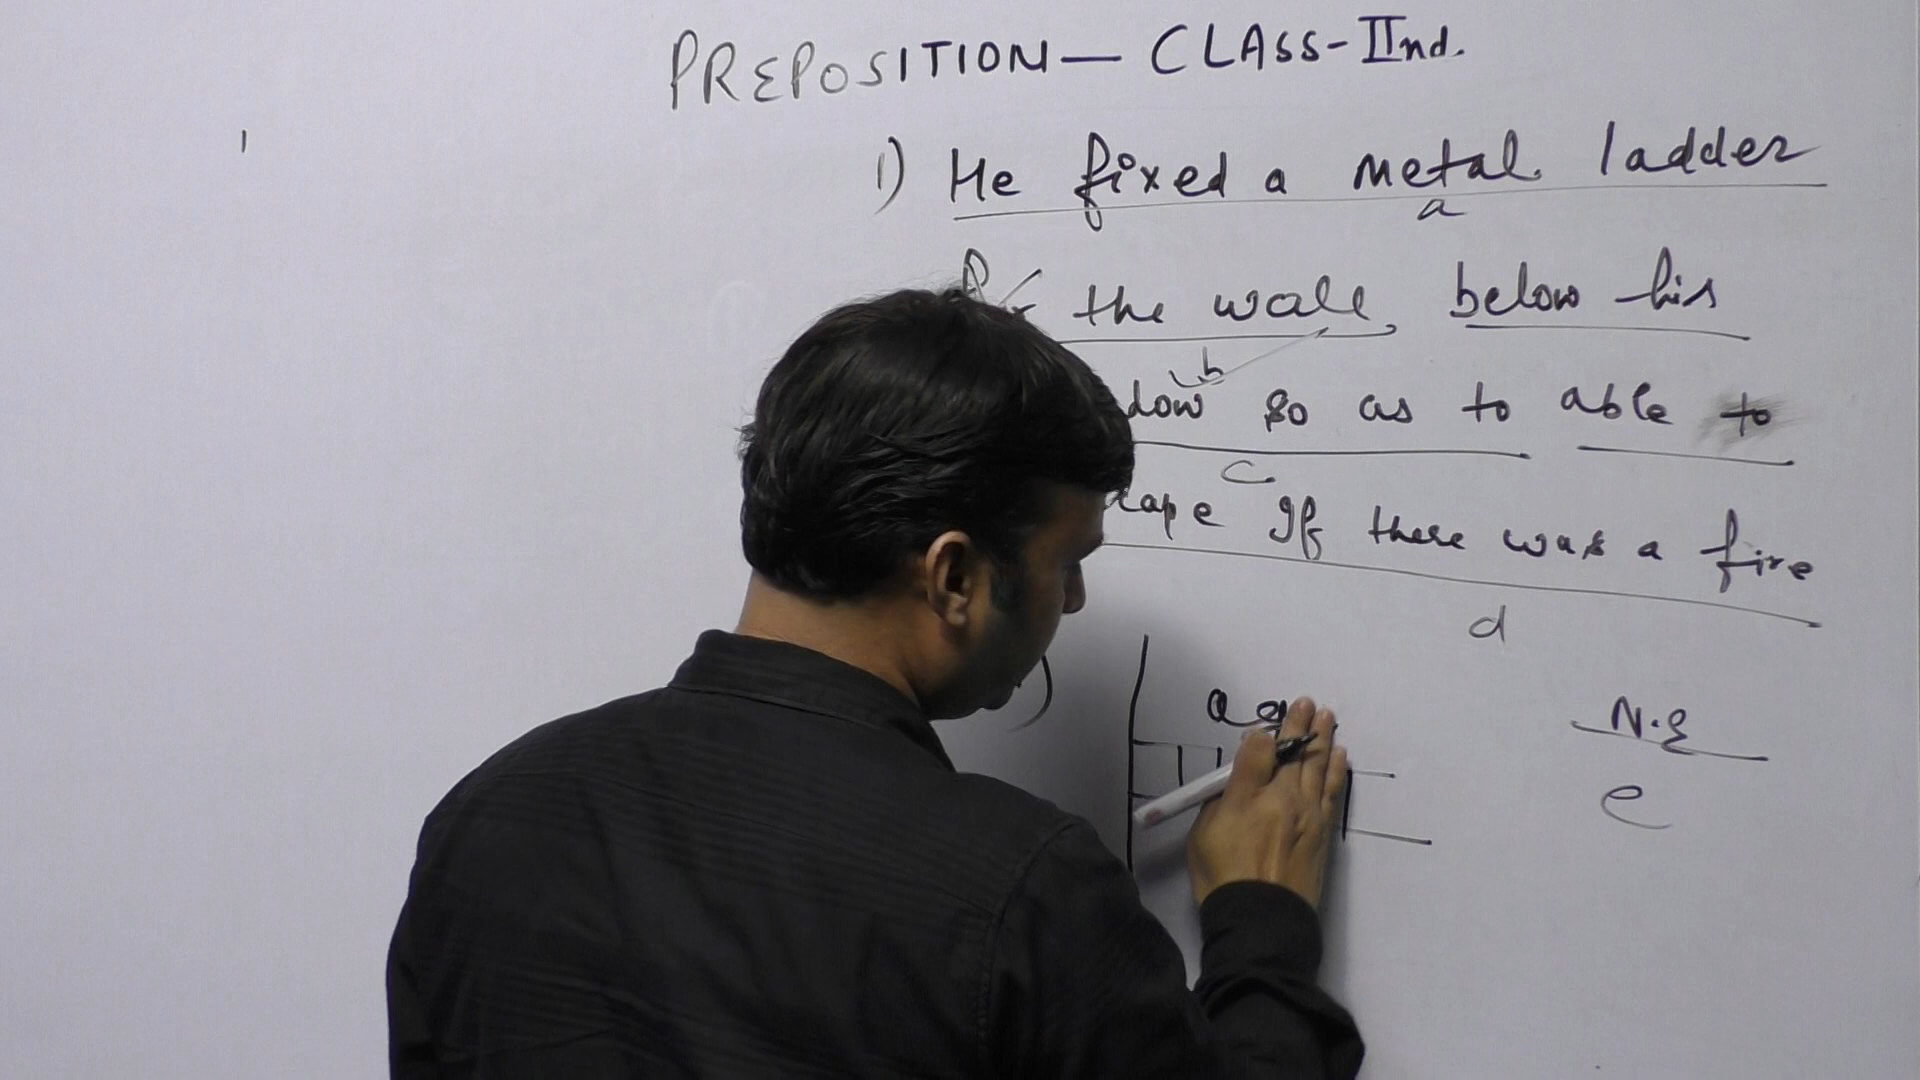 PREPOSITION — CLASS-IInd.
1) He fixed a metal ladder
a
the wall, below his
b
dow so as to able to
c
cape If there was a fire
d
N.E
e